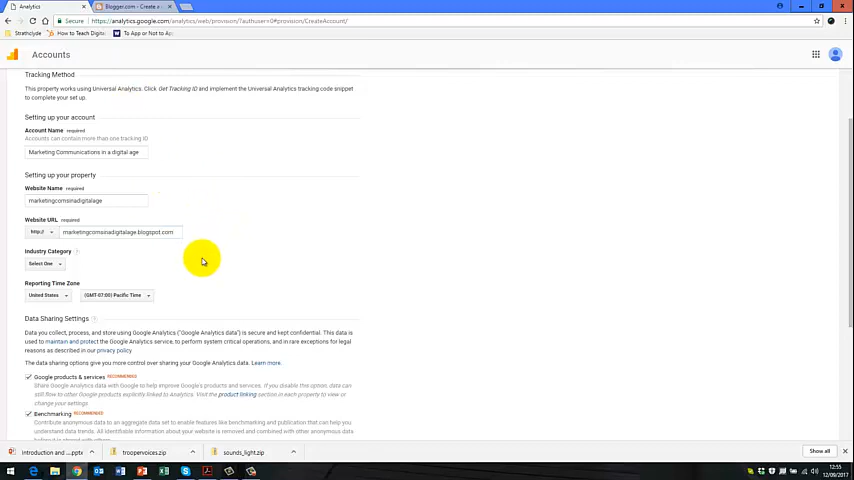 Analytics
Blogger.com - Create a
Secure https://analytics.google.com/analytics/web/provision/?authuser=0#provision/CreateAccount/
Strathclyde How to Teach Digital To App or Not to Ap
Accounts
Tracking Method
This property works using Universal Analytics. Click Get Tracking ID and implement the Universal Analytics tracking code snippet
to complete your set up.
Setting up your account
Account Name required
Accounts can contain more than one tracking ID
Marketing Communications in a digital age
Setting up your property
Website Name required
marketingcomsinadigitalage
Website URL required
http:// marketingcomsinadigitalage.blogspot.com
Industry Category ?
Select One
Reporting Time Zone
United States (GMT-07:00) Pacific Time
Data Sharing Settings ?
Data you collect, process, and store using Google Analytics ("Google Analytics data") is secure and kept confidential. This data is
used to maintain and protect the Google Analytics service, to perform system critical operations, and in rare exceptions for legal
reasons as described in our privacy policy.
The data sharing options give you more control over sharing your Google Analytics data. Learn more.
Google products & services RECOMMENDED
Share Google Analytics data with Google to help improve Google's products and services. If you disable this option, data can
still flow to other Google products explicitly linked to Analytics. Visit the product linking section in each property to view or
change your settings.
Benchmarking RECOMMENDED
Contribute anonymous data to an aggregate data set to enable features like benchmarking and publication that can help you
understand data trends. All identifiable information about your website is removed and combined with other anonymous data
Introduction and ....pptx troopervoices.zip sounds_light.zip Show all
12:55
12/09/2017